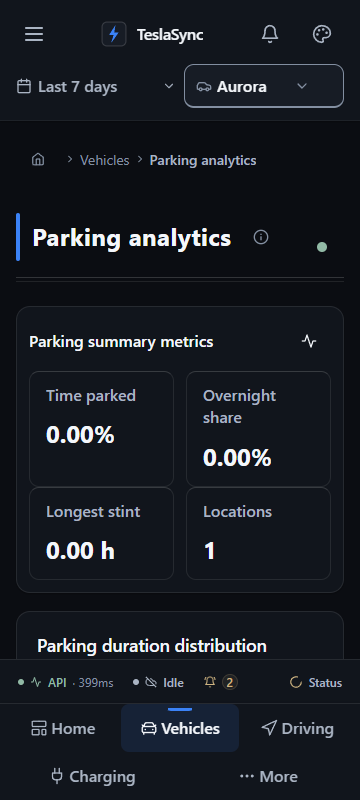 TeslaSync
Last 7 days
Aurora
Vehicles
Parking analytics
Parking analytics
Parking summary metrics
Time parked
0.00%
Overnight
share
0.00%
Longest stint
0.00 h
Locations
1
Parking duration distribution
API · 399ms
Idle
2
Status
Home
Vehicles
Driving
Charging
More